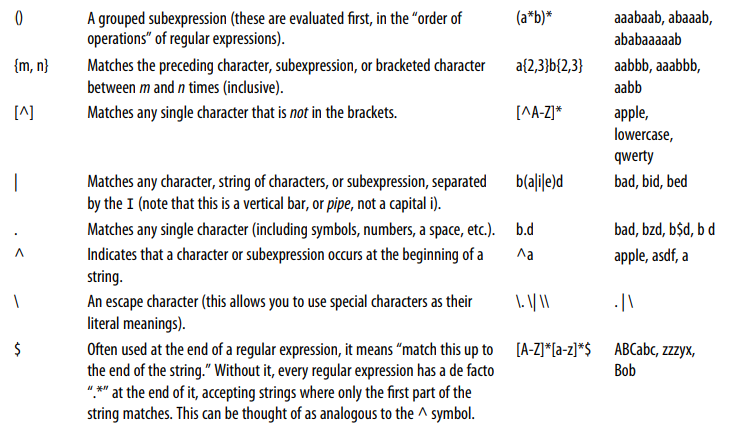 () A grouped subexpression (these are evaluated first, in the “order of (a*b)* aaabaab, abaaab,
operations” of regular expressions). ababaaaaab
{m, n} Matches the preceding character, subexpression, or bracketed character a{2,3}b{2,3} aabbb, aaabbb,
between m and n times (inclusive). aabb
[^] Matches any single character that is not in the brackets. [^A-Z]* apple,
lowercase,
qwerty
| Matches any character, string of characters, or subexpression, separated b(a|i|e)d bad, bid, bed
by the I (note that this is a vertical bar, or pipe, not a capital i).
. Matches any single character (including symbols, numbers, a space, etc.). b.d bad, bzd, b$d, b d
^ Indicates that a character or subexpression occurs at the beginning of a ^a apple, asdf, a
string.
\ An escape character (this allows you to use special characters as their \. \| \\ . | \
literal meanings).
$ Often used at the end of a regular expression, it means “match this up to [A-Z]*[a-z]*$ ABCabc, zzzyx,
the end of the string.” Without it, every regular expression has a de facto Bob
“.*” at the end of it, accepting strings where only the first part of the
string matches. This can be thought of as analogous to the ^ symbol.